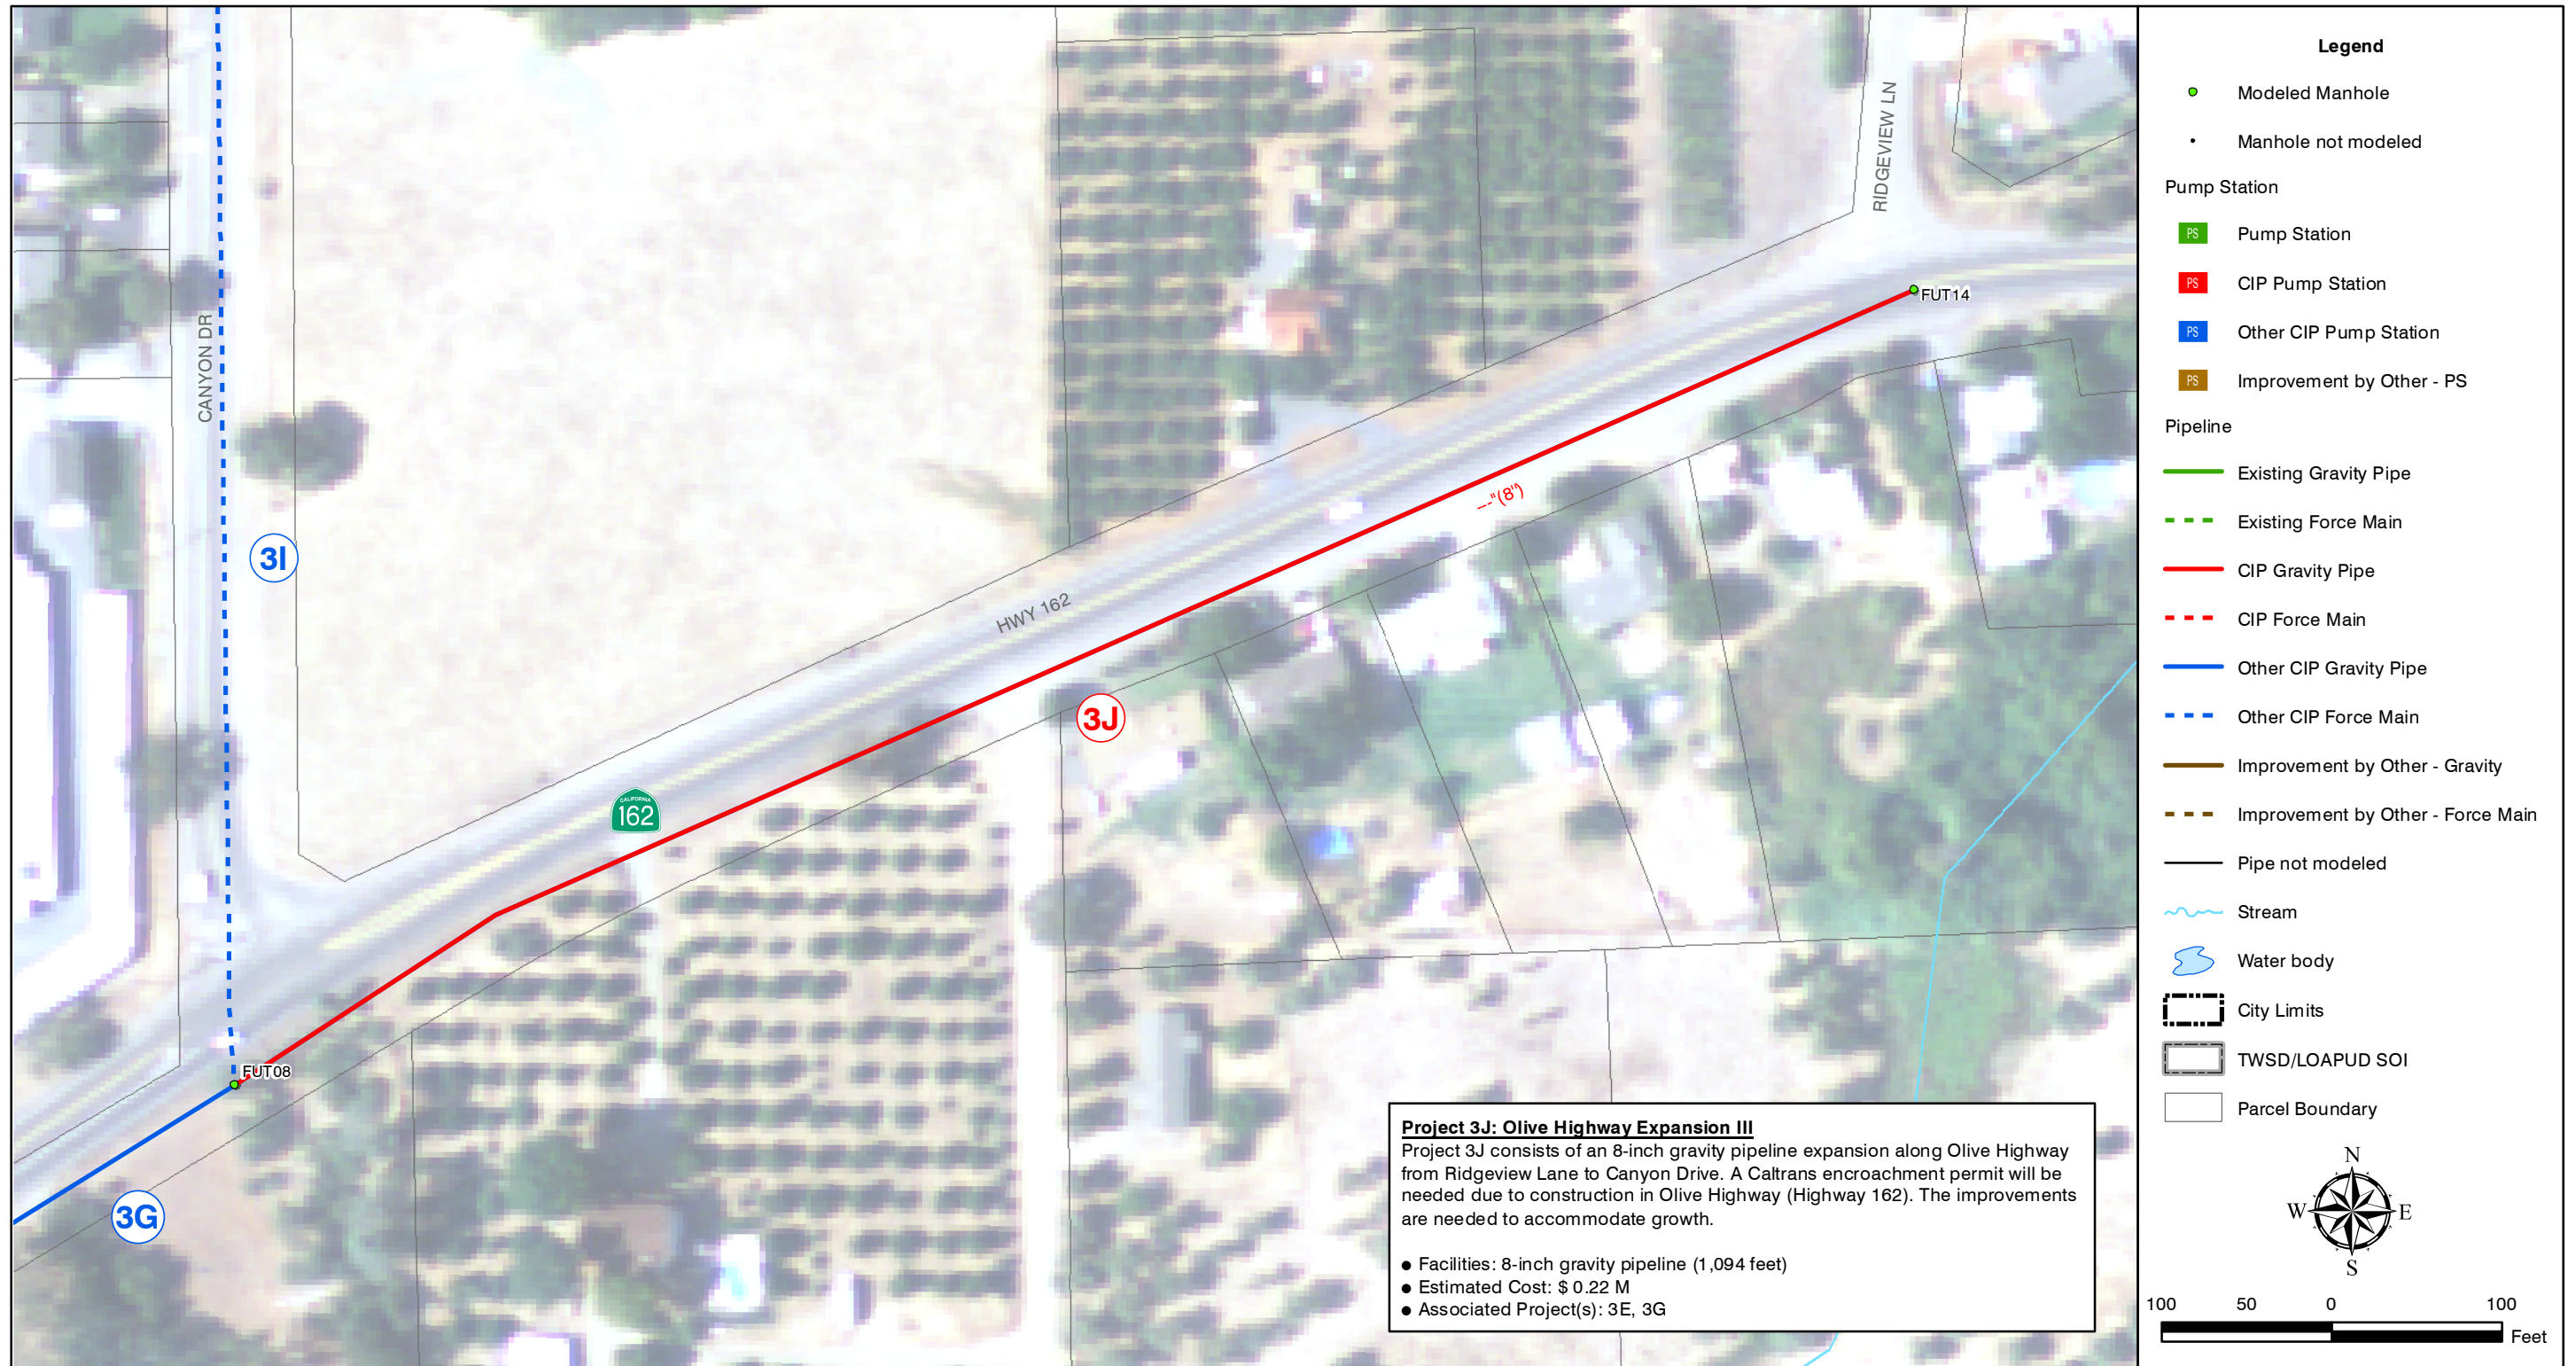 CANYON DR
RIDGEVIEW LN
FUT14
---"(8")
3I
HWY 162
3J
CALIFORNIA
162
FUT08
3G
Project 3J: Olive Highway Expansion III
Project 3J consists of an 8-inch gravity pipeline expansion along Olive Highway
from Ridgeview Lane to Canyon Drive. A Caltrans encroachment permit will be
needed due to construction in Olive Highway (Highway 162). The improvements
are needed to accommodate growth.
● Facilities: 8-inch gravity pipeline (1,094 feet)
● Estimated Cost: $ 0.22 M
● Associated Project(s): 3E, 3G
Legend
Modeled Manhole
Manhole not modeled
Pump Station
PS Pump Station
PS CIP Pump Station
PS Other CIP Pump Station
PS Improvement by Other - PS
Pipeline
Existing Gravity Pipe
Existing Force Main
CIP Gravity Pipe
CIP Force Main
Other CIP Gravity Pipe
Other CIP Force Main
Improvement by Other - Gravity
Improvement by Other - Force Main
Pipe not modeled
Stream
Water body
City Limits
TWSD/LOAPUD SOI
Parcel Boundary
N
W E
S
100 50 0 100
Feet